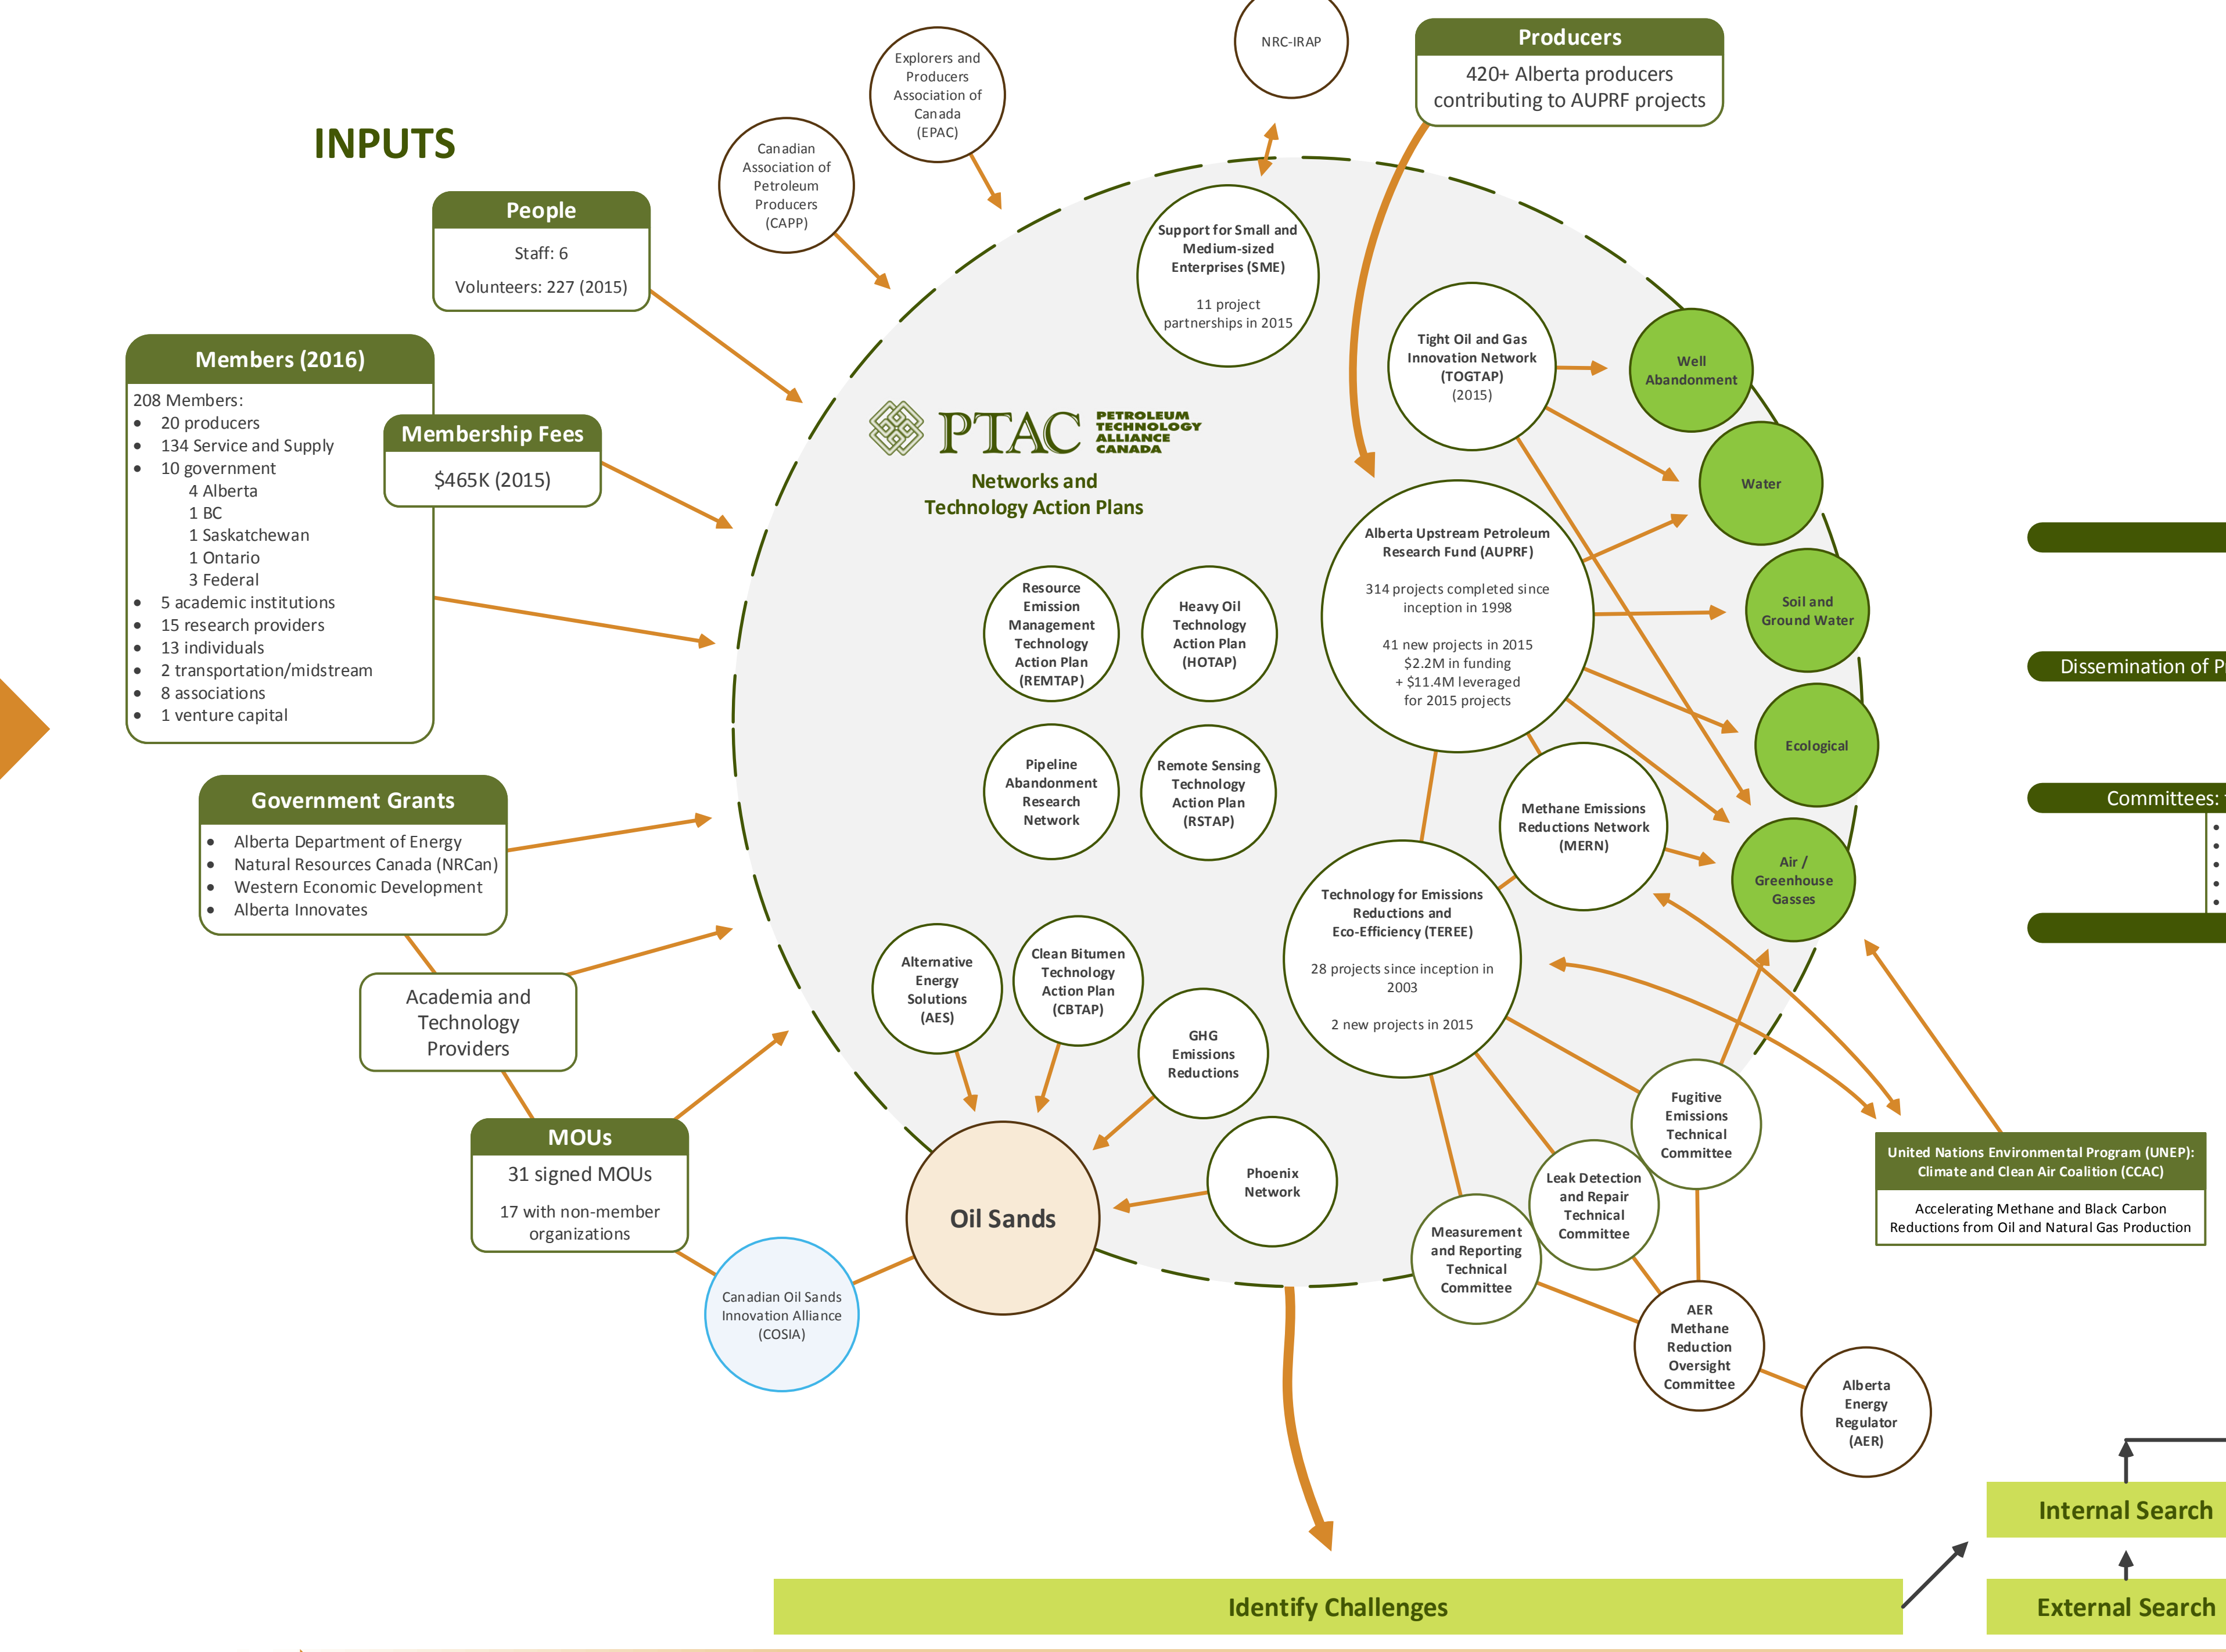 INPUTS
People
Staff: 6
Volunteers: 227 (2015)
Members (2016)
208 Members:
• 20 producers
• 134 Service and Supply
• 10 government
4 Alberta
1 BC
1 Saskatchewan
1 Ontario
3 Federal
• 5 academic institutions
• 15 research providers
• 13 individuals
• 2 transportation/midstream
• 8 associations
• 1 venture capital
Membership Fees
$465K (2015)
Government Grants
• Alberta Department of Energy
• Natural Resources Canada (NRCan)
• Western Economic Development
• Alberta Innovates
Academia and
Technology
Providers
MOUs
31 signed MOUs
17 with non-member
organizations
Canadian Oil Sands
Innovation Alliance
(COSIA)
Canadian
Association of
Petroleum
Producers
(CAPP)
Explorers and
Producers
Association of
Canada
(EPAC)
NRC-IRAP
Producers
420+ Alberta producers
contributing to AUPRF projects
Support for Small and
Medium-sized
Enterprises (SME)
11 project
partnerships in 2015
PTAC
PETROLEUM
TECHNOLOGY
ALLIANCE
CANADA
Networks and
Technology Action Plans
Tight Oil and Gas
Innovation Network
(TOGTAP)
(2015)
Alberta Upstream Petroleum
Research Fund (AUPRF)
314 projects completed since
inception in 1998
41 new projects in 2015
$2.2M in funding
+ $11.4M leveraged
for 2015 projects
Resource
Emission
Management
Technology
Action Plan
(REMTAP)
Heavy Oil
Technology
Action Plan
(HOTAP)
Pipeline
Abandonment
Research
Network
Remote Sensing
Technology
Action Plan
(RSTAP)
Methane Emissions
Reductions Network
(MERN)
Technology for Emissions
Reductions and
Eco-Efficiency (TEREE)
28 projects since inception in
2003
2 new projects in 2015
Alternative
Energy
Solutions
(AES)
Clean Bitumen
Technology
Action Plan
(CBTAP)
GHG
Emissions
Reductions
Phoenix
Network
Oil Sands
Well
Abandonment
Water
Soil and
Ground Water
Ecological
Air /
Greenhouse
Gasses
Fugitive
Emissions
Technical
Committee
Leak Detection
and Repair
Technical
Committee
Measurement
and Reporting
Technical
Committee
AER
Methane
Reduction
Oversight
Committee
Alberta
Energy
Regulator
(AER)
United Nations Environmental Program (UNEP):
Climate and Clean Air Coalition (CCAC)
Accelerating Methane and Black Carbon
Reductions from Oil and Natural Gas Production
Dissemination of
Committees:
Internal Search
External Search
Identify Challenges